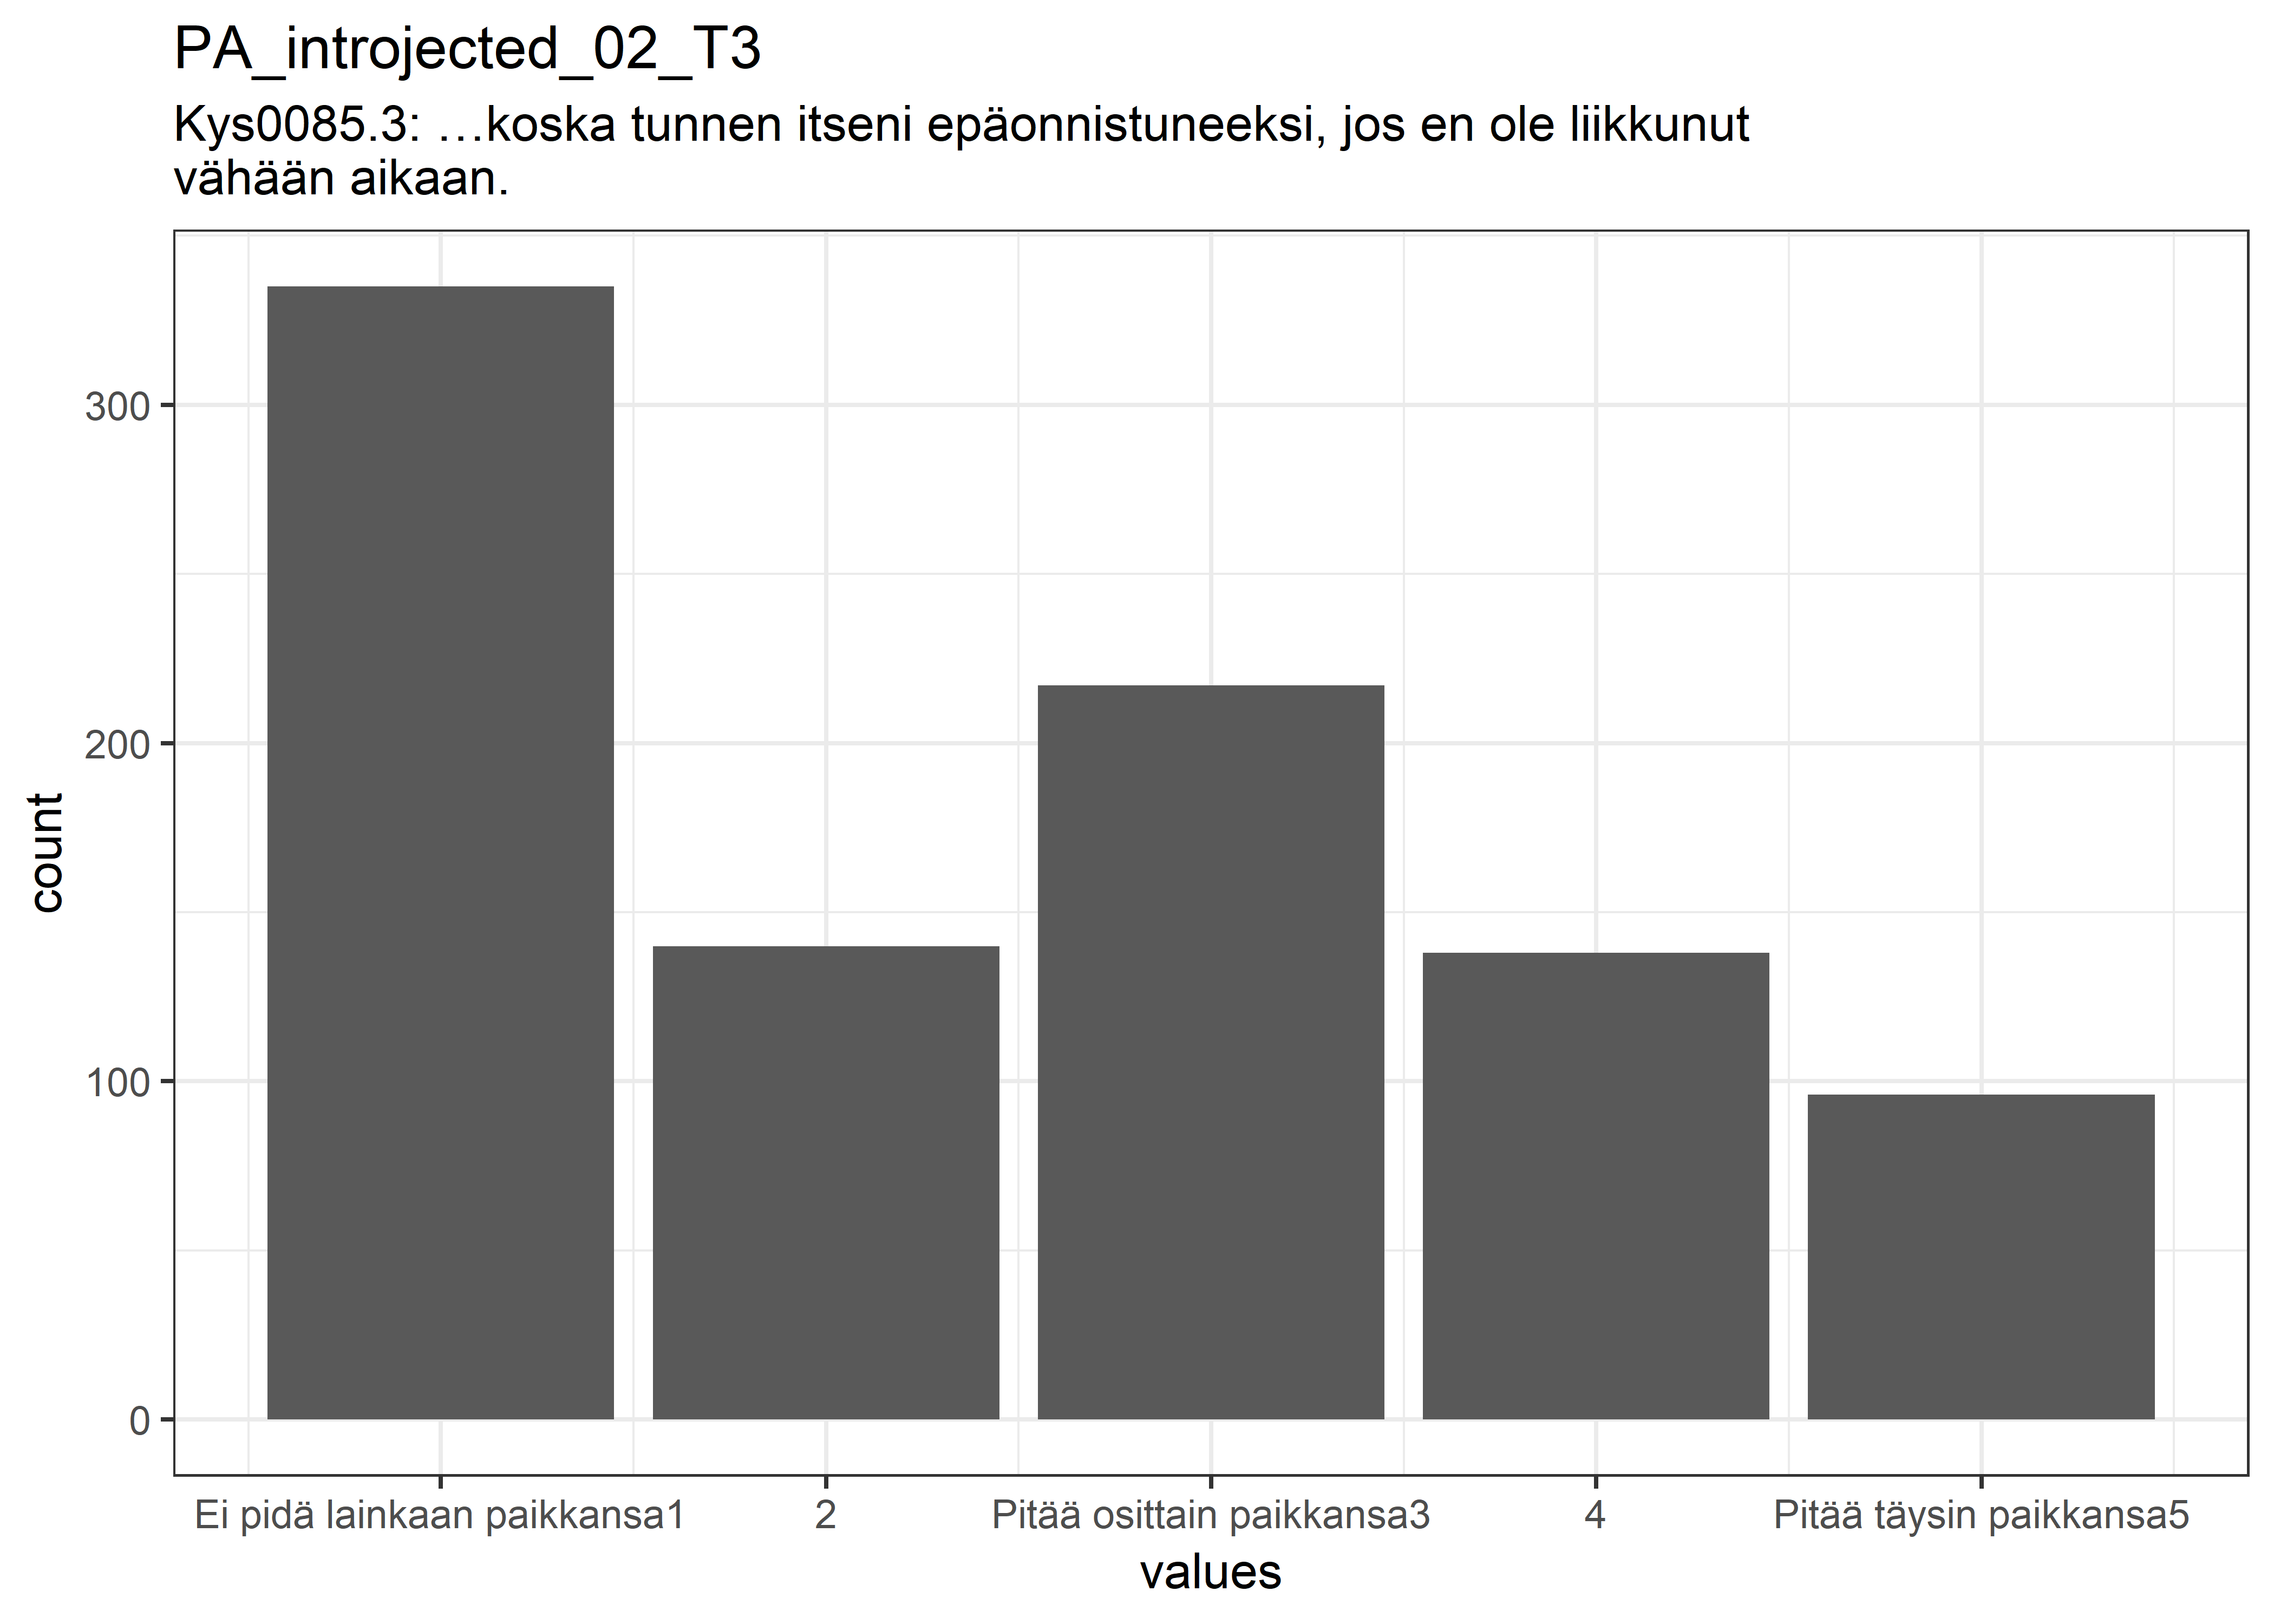 PA_introjected_02_T3
Kys0085.3: …koska tunnen itseni epäonnistuneeksi, jos en ole liikkunut
vähään aikaan.
300
200
100
0
count
Ei pidä lainkaan paikkansa1 2 Pitää osittain paikkansa3 4 Pitää täysin paikkansa5
values